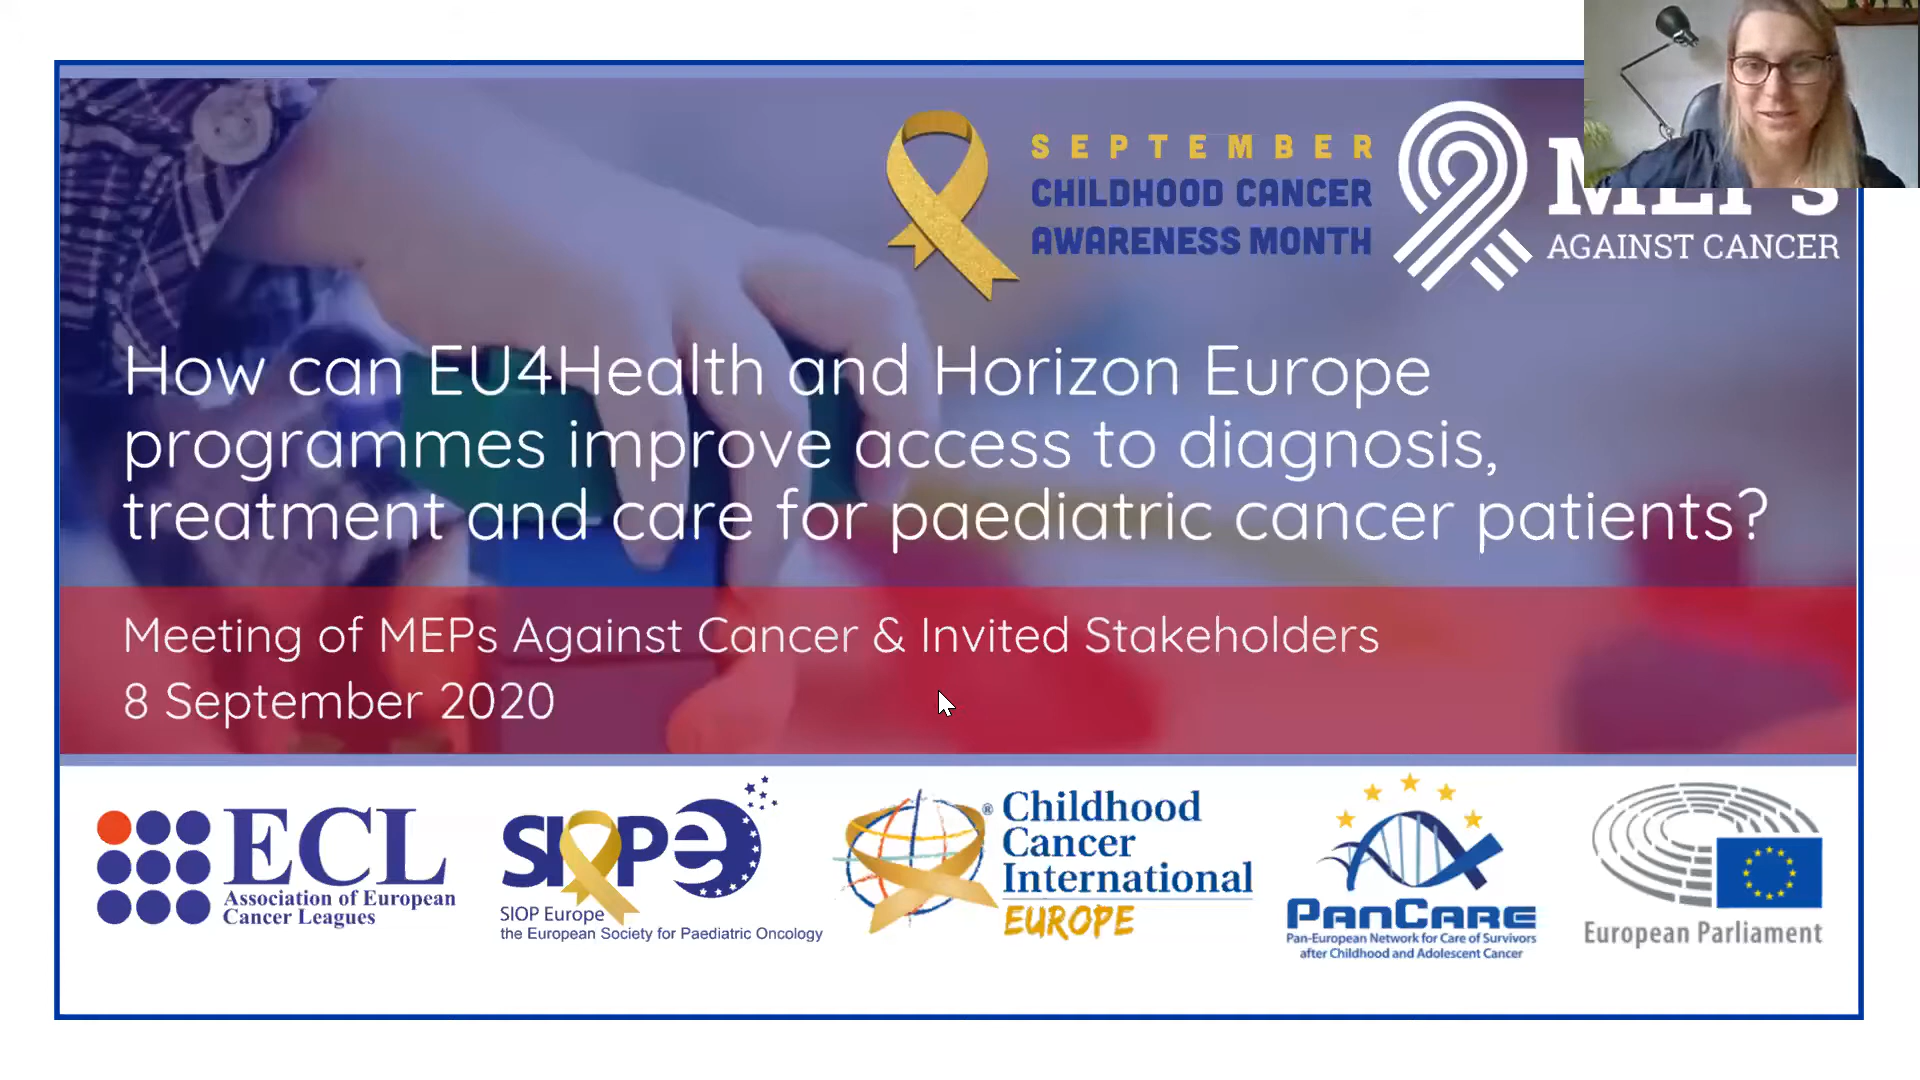 SEPTEMBER
CHILDHOOD CANCER
AWARENESS MONTH
AGAINST CANCER
How can EU4Health and Horizon Europe
programmes improve access to diagnosis,
treatment and care for paediatric cancer patients?
Meeting of MEPs Against Cancer & Invited Stakeholders
8 September 2020
ECL
Association of European
Cancer Leagues
SIOPe
SIOP Europe
the European Society for Paediatric Oncology
® Childhood
Cancer
International
EUROPE
PANCARE
Pan-European Network for Care of Survivors
after Childhood and Adolescent Cancer
European Parliament